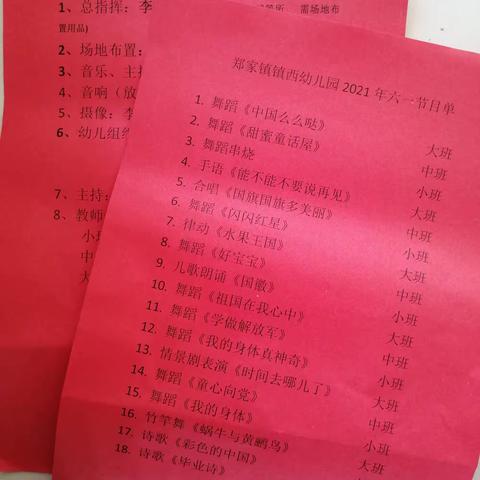 1、总指挥：李
需场地布
置用品）
2、场地布置：
3、音乐、主持
4、音响（放
5、摄像：李
6、幼儿组织
7、主持：
8、教师
小班
中
大
郑家镇镇西幼儿园 2021 年六一节目单
1. 舞蹈《中国么么哒》 大班
2. 舞蹈《甜蜜童话屋》 中班
3. 舞蹈串烧 小班
4. 手语《能不能不要说再见》 大班
5. 合唱《国旗国旗多美丽》 中班
6. 舞蹈《闪闪红星》 小班
7. 律动《水果王国》 大班
8. 舞蹈《好宝宝》 中班
9. 儿歌朗诵《国徽》 小班
10. 舞蹈《祖国在我心中》 大班
11. 舞蹈《学做解放军》 中班
12. 舞蹈《我的身体真神奇》 小班
13. 情景剧表演《时间去哪儿了》 大班
14. 舞蹈《童心向党》 中班
15. 舞蹈《我的身体》 小班
16. 竹竿舞《蜗牛与黄鹂鸟》 大班
17. 诗歌《彩色的中国》 中班
18. 诗歌《毕业诗》